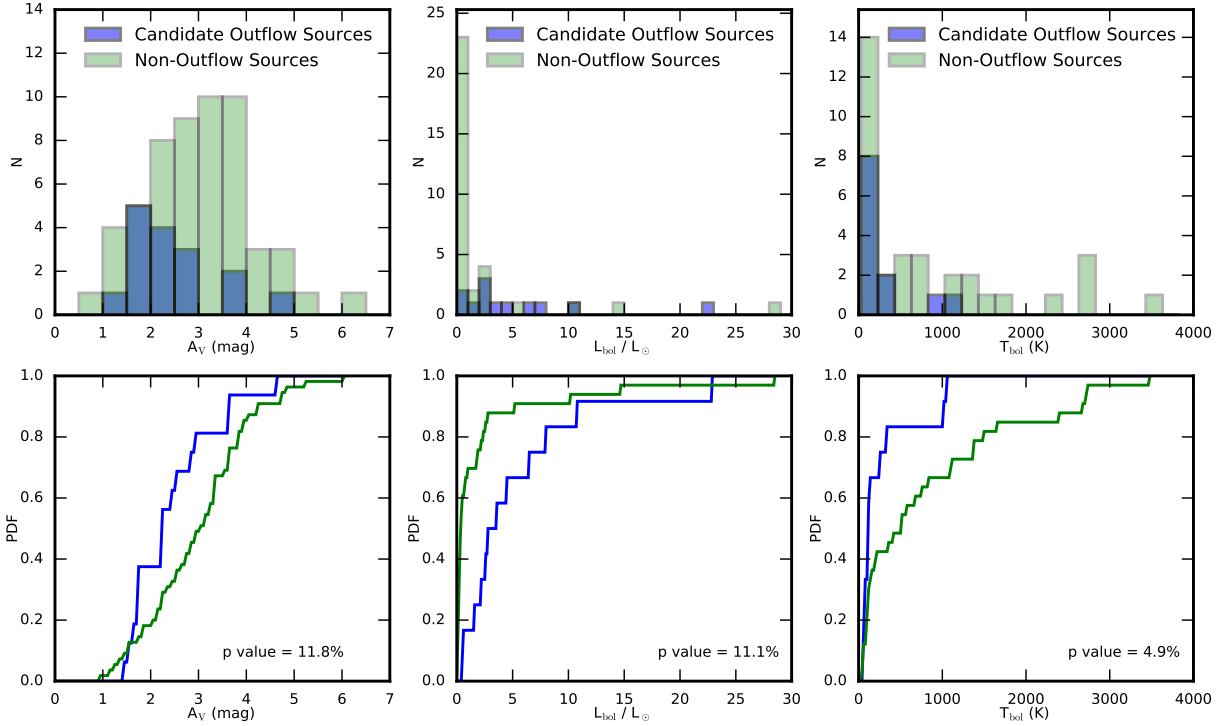 14
12
10
8
6
4
2
0
N
Candidate Outflow Sources
Non-Outflow Sources
0 1 2 3 4 5 6 7
A_V (mag)
25
20
15
10
5
0
N
Candidate Outflow Sources
Non-Outflow Sources
0 5 10 15 20 25 30
L_bol / L_⊙
14
12
10
8
6
4
2
0
N
Candidate Outflow Sources
Non-Outflow Sources
0 1000 2000 3000 4000
T_bol (K)
1.0
0.8
0.6
0.4
0.2
0.0
PDF
p value = 11.8%
0 1 2 3 4 5 6 7
A_V (mag)
1.0
0.8
0.6
0.4
0.2
0.0
PDF
p value = 11.1%
0 5 10 15 20 25 30
L_bol / L_⊙
1.0
0.8
0.6
0.4
0.2
0.0
PDF
p value = 4.9%
0 1000 2000 3000 4000
T_bol (K)